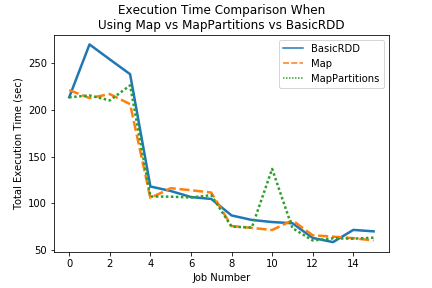 Execution Time Comparison When
Using Map vs MapPartitions vs BasicRDD
BasicRDD
Map
MapPartitions
Total Execution Time (sec)
250
200
150
100
50
0
2
4
6
8
10
12
14
Job Number